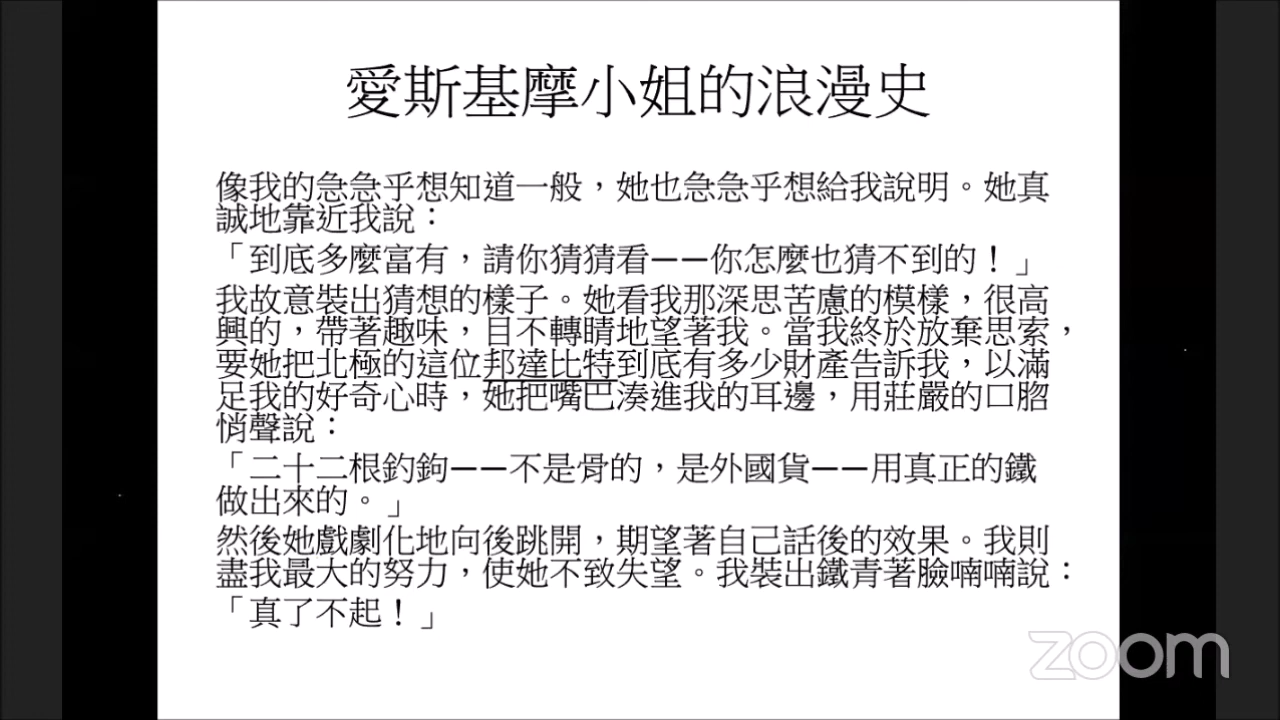 愛斯基摩小姐的浪漫史
像我的急急乎想知道一般，她也急急乎想給我說明。她真
誠地靠近我說：
「到底多麼富有，請你猜猜看——你怎麼也猜不到的！」
我故意裝出猜想的樣子。她看我那深思苦慮的模樣，很高
興的，帶著趣味，目不轉睛地望著我。當我終於放棄思索，
要她把北極的這位邦達比特到底有多少財產告訴我，以滿
足我的好奇心時，她把嘴巴湊進我的耳邊，用莊嚴的口脗
悄聲說：
「二十二根釣鉤——不是骨的，是外國貨——用真正的鐵
做出來的。」
然後她戲劇化地向後跳開，期望著自己話後的效果。我則
盡我最大的努力，使她不致失望。我裝出鐵青著臉喃喃說：
「真了不起！」
zoom